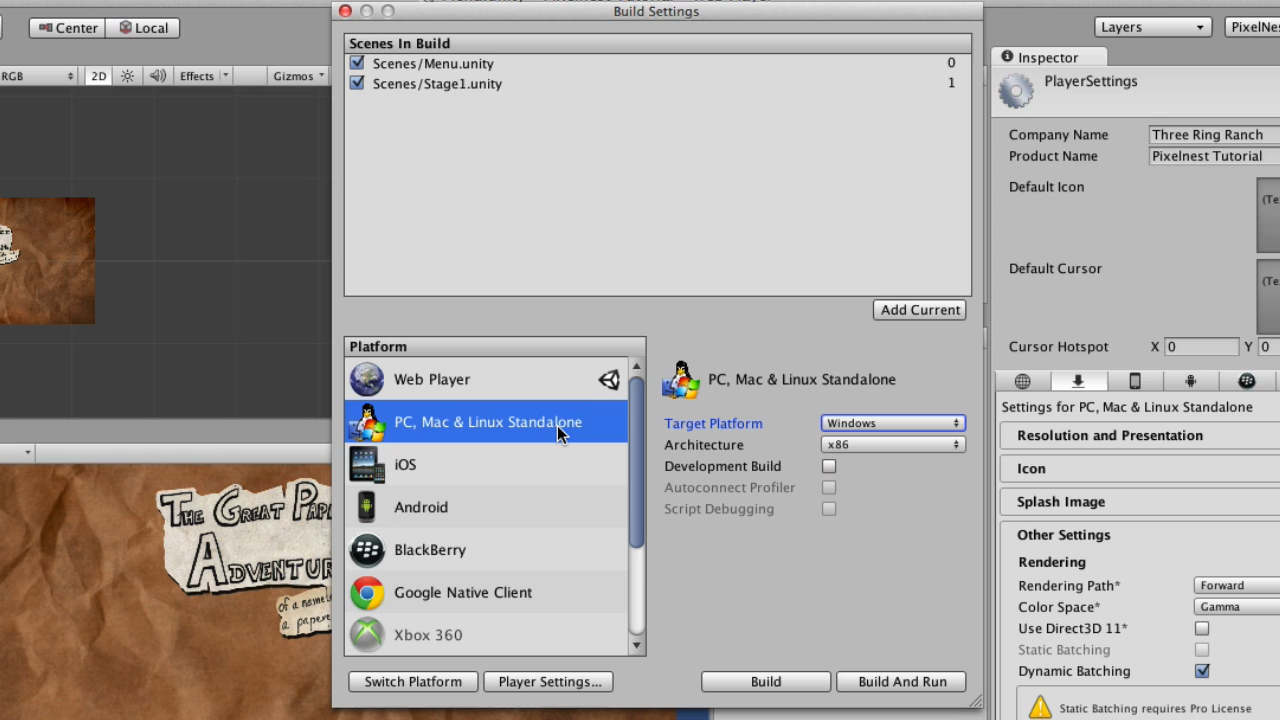 Build Settings
Center
Local
Layers
PixelNes
RGB
2D
Effects
Gizmos
Scenes In Build
Scenes/Menu.unity 0
Scenes/Stage1.unity 1
Add Current
Platform
Web Player
PC, Mac & Linux Standalone
iOS
Android
BlackBerry
Google Native Client
Xbox 360
PC, Mac & Linux Standalone
Target Platform Windows
Architecture x86
Development Build
Autoconnect Profiler
Script Debugging
Switch Platform
Player Settings...
Build
Build And Run
Inspector
PlayerSettings
Company Name Three Ring Ranch
Product Name Pixelnest Tutorial
Default Icon
(Te
Default Cursor
(Te
Cursor Hotspot X 0 Y 0
Settings for PC, Mac & Linux Standalone
Resolution and Presentation
Icon
Splash Image
Other Settings
Rendering
Rendering Path* Forward
Color Space* Gamma
Use Direct3D 11*
Static Batching
Dynamic Batching
Static Batching requires Pro License
The Great Pap
Adventur
of a namel
a papere